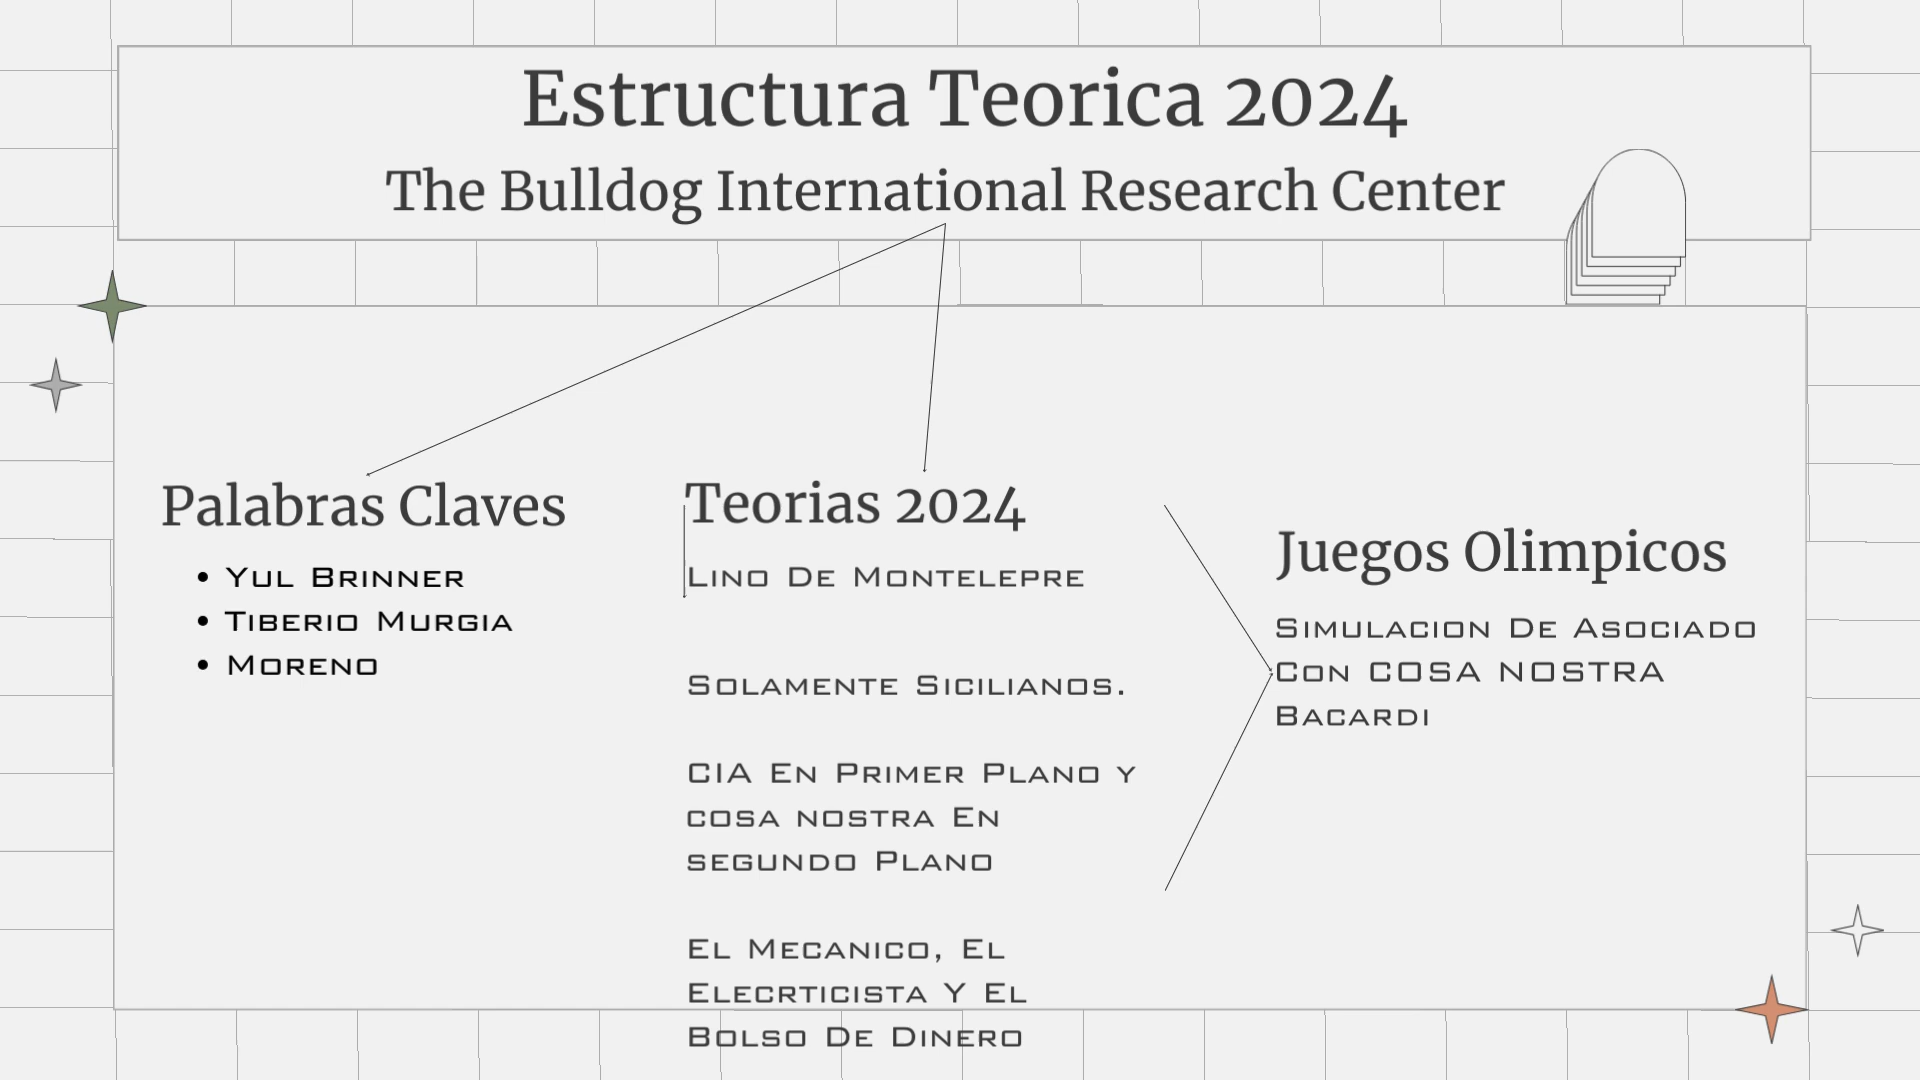 Estructura Teorica 2024
The Bulldog International Research Center
Palabras Claves
• Yul Brinner
• Tiberio Murgia
• Moreno
Teorias 2024
Lino De Montelepre
Solamente Sicilianos.
CIA En Primer Plano y
cosa nostra En
segundo Plano
El Mecanico, El
Elecrticista Y El
Bolso De Dinero
Juegos Olimpicos
Simulacion De Asociado
Con COSA NOSTRA
Bacardi